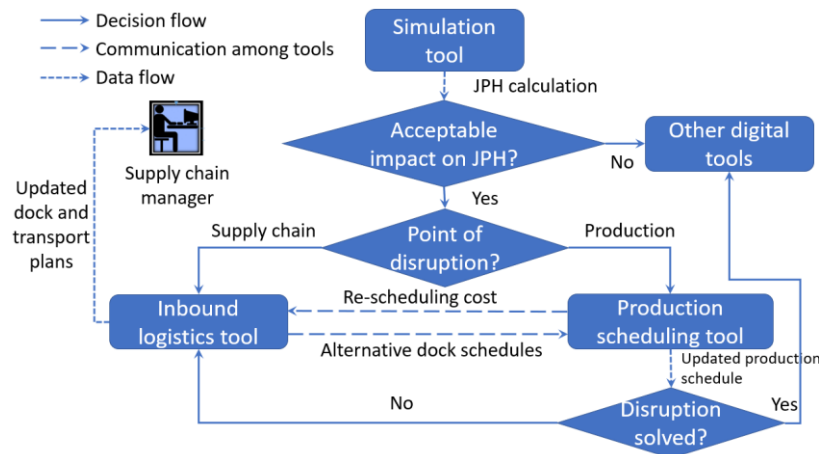 Decision flow
Communication among tools
Data flow
Simulation
tool
JPH calculation
Acceptable
impact on JPH?
Other digital
tools
No
Yes
Supply chain
manager
Updated
dock and
transport
plans
Supply chain
Point of
disruption?
Production
Inbound
logistics tool
Re-scheduling cost
Alternative dock schedules
Production
scheduling tool
Updated production
schedule
No
Disruption
solved?
Yes